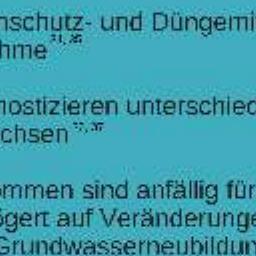 nschutz- und Düngemi
hme
nostizieren unterschied
chsen
ommen sind anfällig für
ögert auf Veränderunge
Grundwasserneubildun